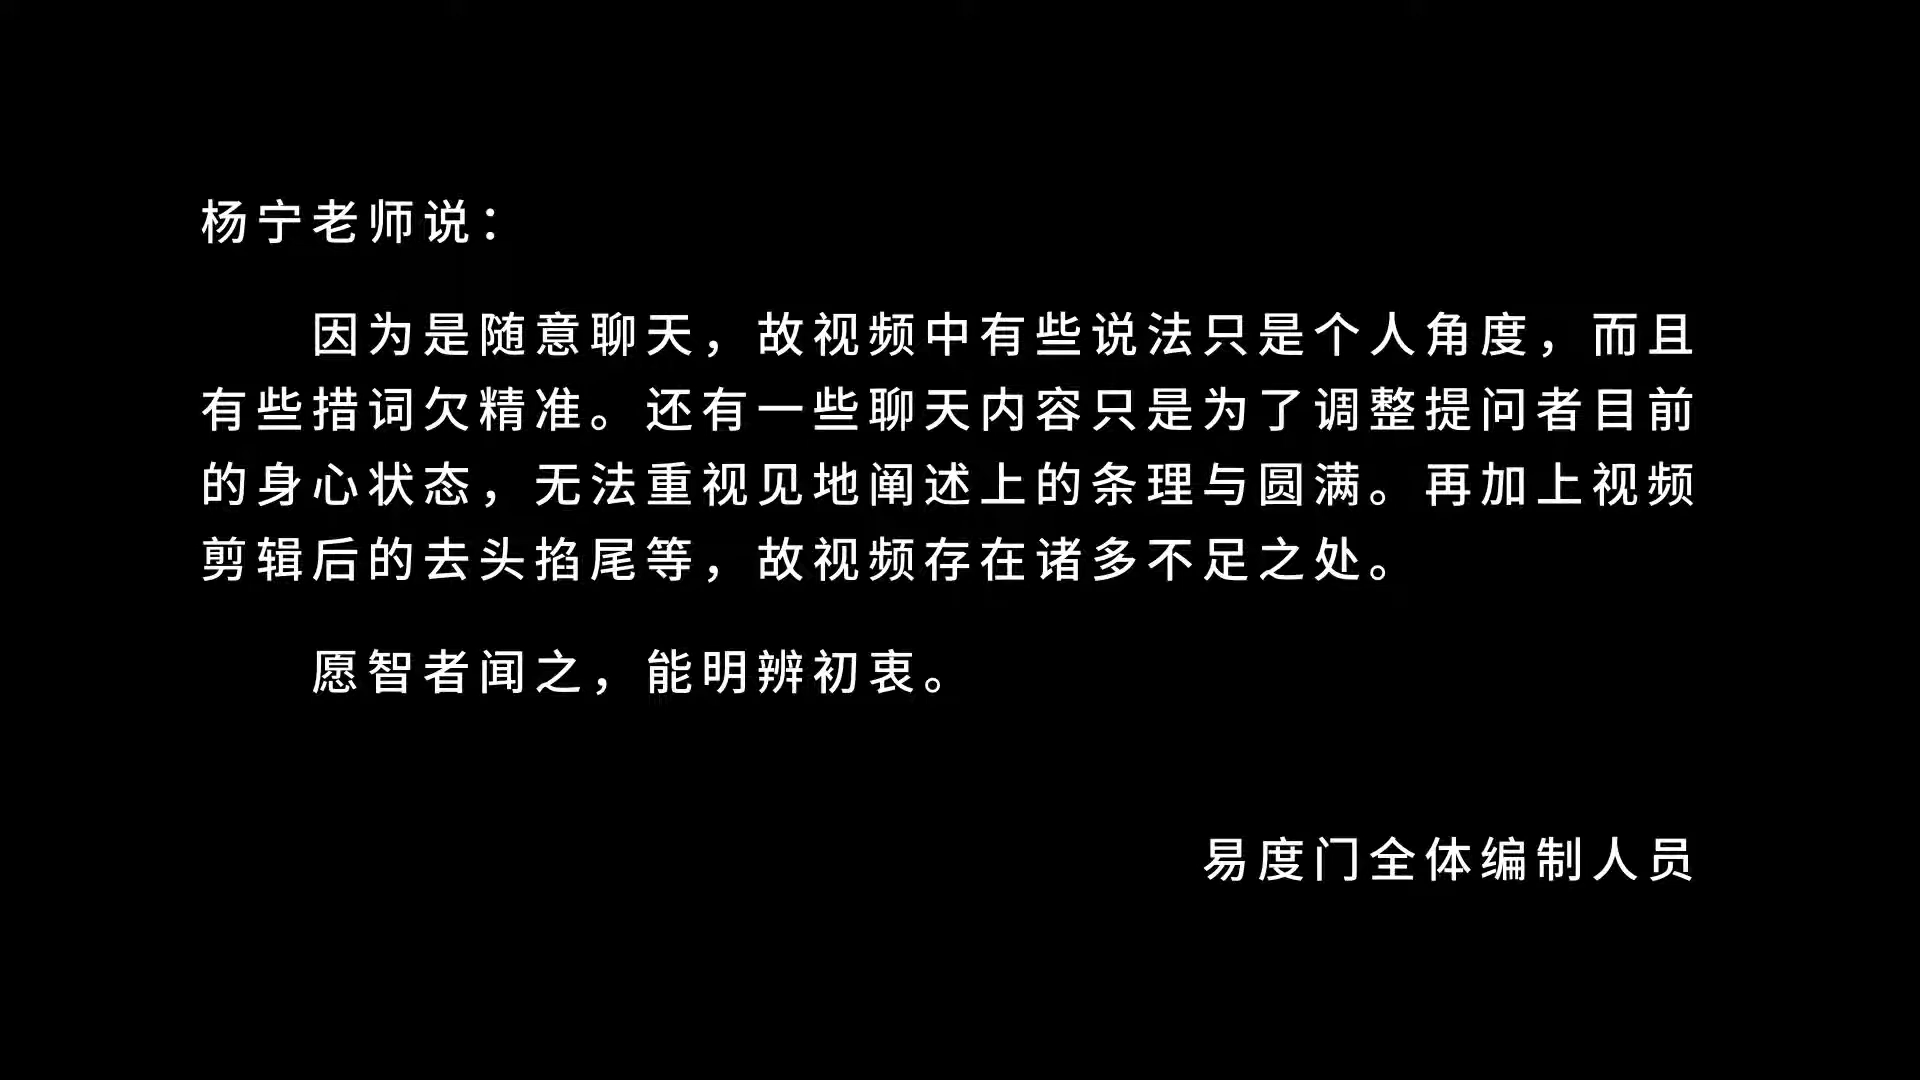 杨宁老师说：
因为是随意聊天，故视频中有些说法只是个人角度，而且
有些措词欠精准。还有一些聊天内容只是为了调整提问者目前
的身心状态，无法重视见地阐述上的条理与圆满。再加上视频
剪辑后的去头掐尾等，故视频存在诸多不足之处。
愿智者闻之，能明辨初衷。
易度门全体编制人员